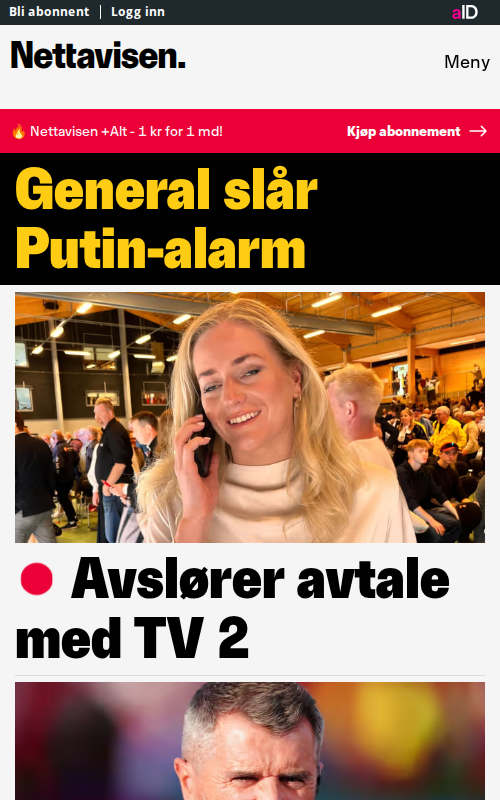 Bli abonnent | Logg inn
aID
Nettavisen.
Meny
🔥 Nettavisen +Alt - 1 kr for 1 md!
Kjøp abonnement →
General slår
Putin-alarm
Avslører avtale
med TV 2